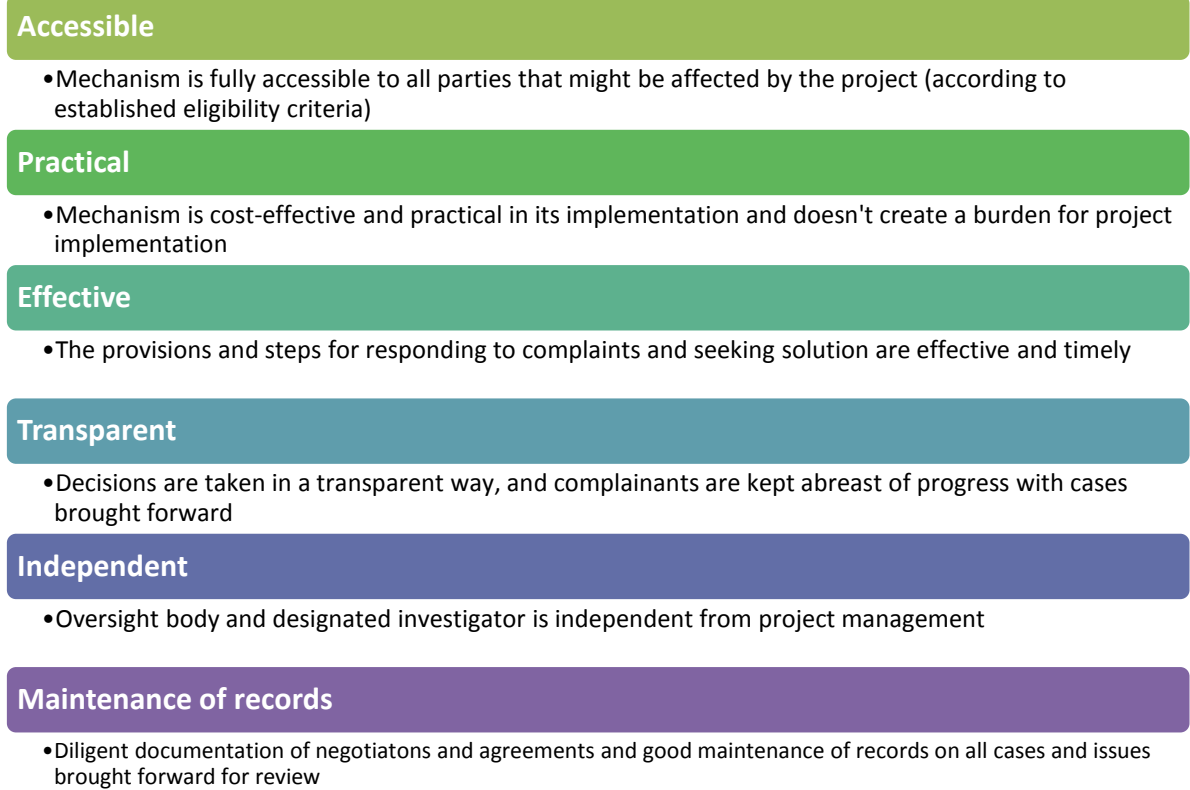 Accessible
•Mechanism is fully accessible to all parties that might be affected by the project (according to
established eligibility criteria)
Practical
•Mechanism is cost-effective and practical in its implementation and doesn't create a burden for project
implementation
Effective
•The provisions and steps for responding to complaints and seeking solution are effective and timely
Transparent
•Decisions are taken in a transparent way, and complainants are kept abreast of progress with cases
brought forward
Independent
•Oversight body and designated investigator is independent from project management
Maintenance of records
•Diligent documentation of negotiatons and agreements and good maintenance of records on all cases and issues
brought forward for review